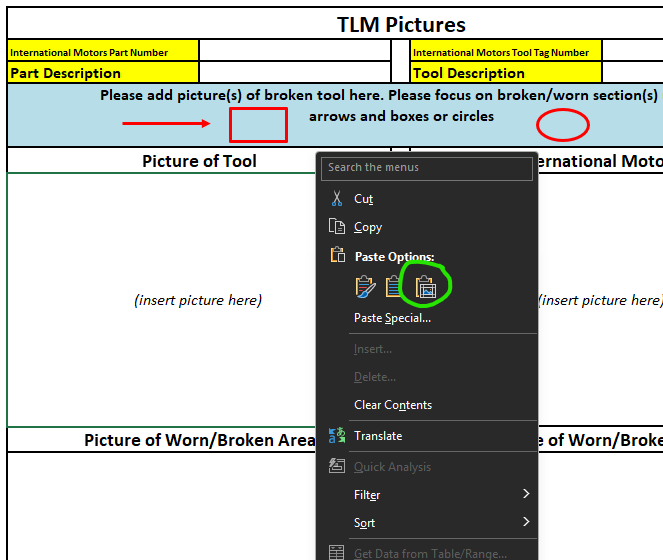 TLM Pictures
International Motors Part Number
International Motors Tool Tag Number
Part Description
Tool Description
Please add picture(s) of broken tool here. Please focus on broken/worn section(s)
arrows and boxes or circles
Picture of Tool
ernational Moto
Search the menus
Cut
Copy
Paste Options:
(insert picture here)
(insert picture here)
Paste Special...
Insert...
Delete...
Clear Contents
Picture of Worn/Broken Area
Translate
e of Worn/Broke
Quick Analysis
Filter
Sort
Get Data from Table/Range...